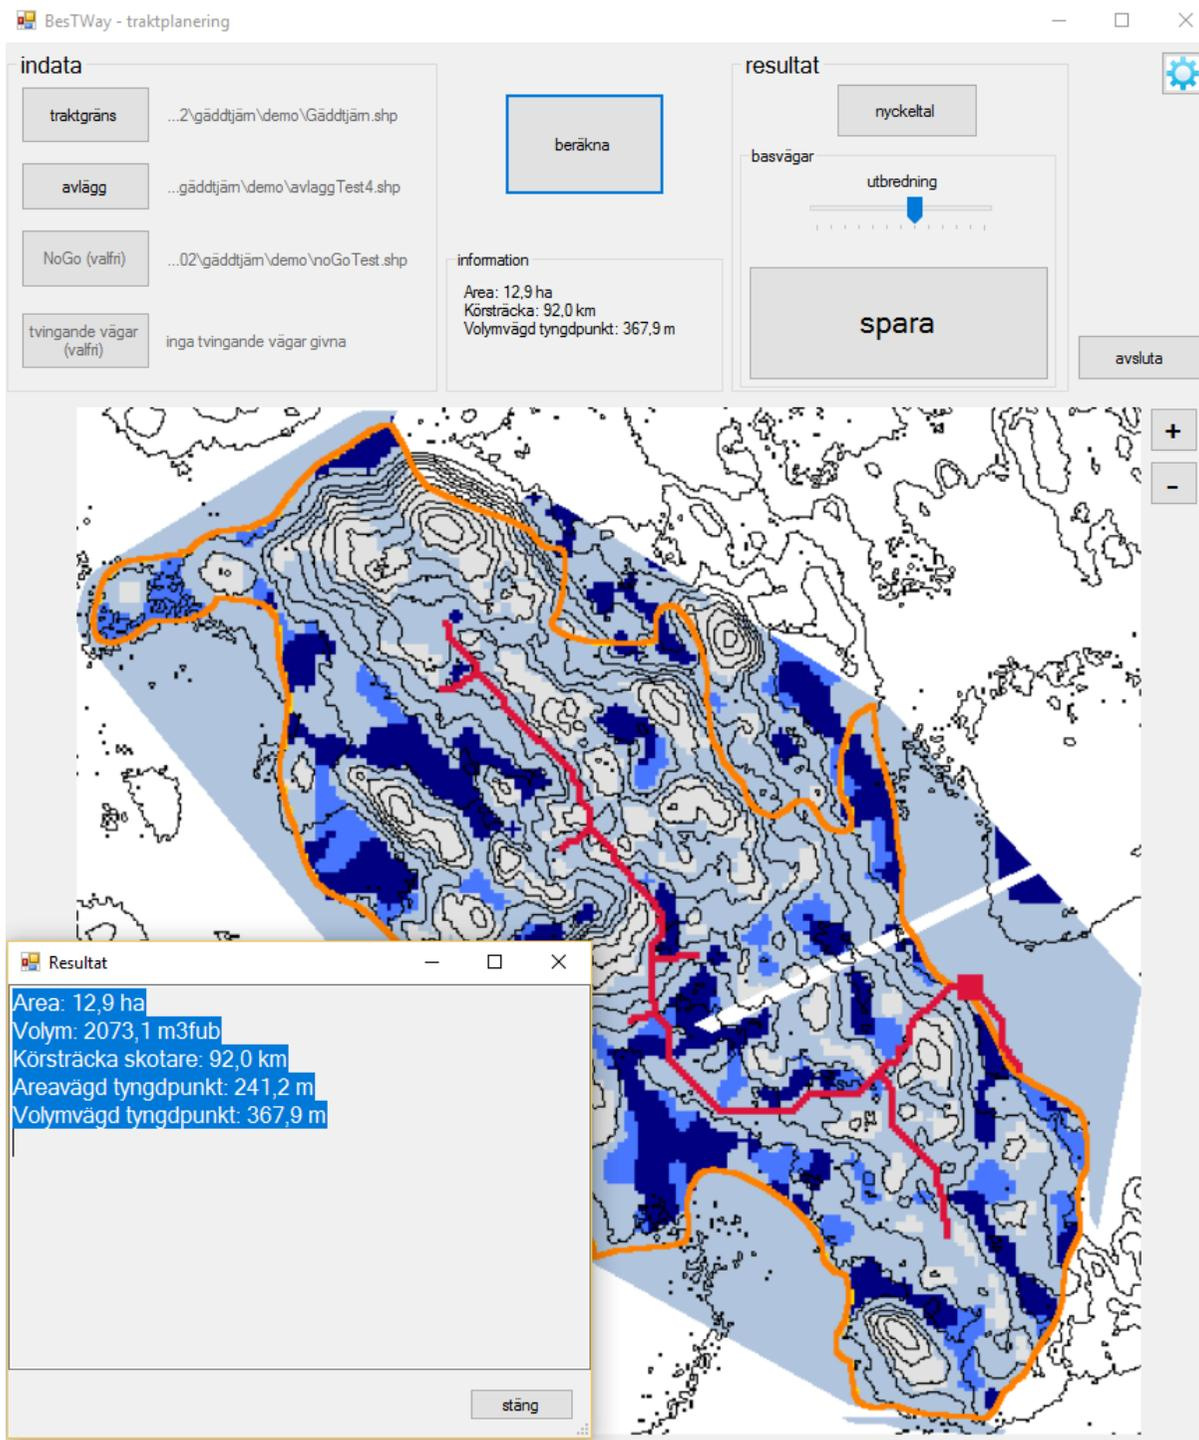 BesTWay - traktplanering
indata
traktgräns
...2\gäddtjärn\demo\Gäddtjärn.shp
avlägg
...gäddtjärn\demo\avlaggTest4.shp
NoGo (valfri)
...02\gäddtjärn\demo\noGoTest.shp
tvingande vägar
(valfri)
inga tvingande vägar givna
beräkna
information
Area: 12,9 ha
Körsträcka: 92,0 km
Volymvägd tyngdpunkt: 367,9 m
resultat
nyckeltal
basvägar
utbredning
spara
avsluta
+
-
Resultat
Area: 12,9 ha
Volym: 2073,1 m3fub
Körsträcka skotare: 92,0 km
Areavägd tyngdpunkt: 241,2 m
Volymvägd tyngdpunkt: 367,9 m
stäng